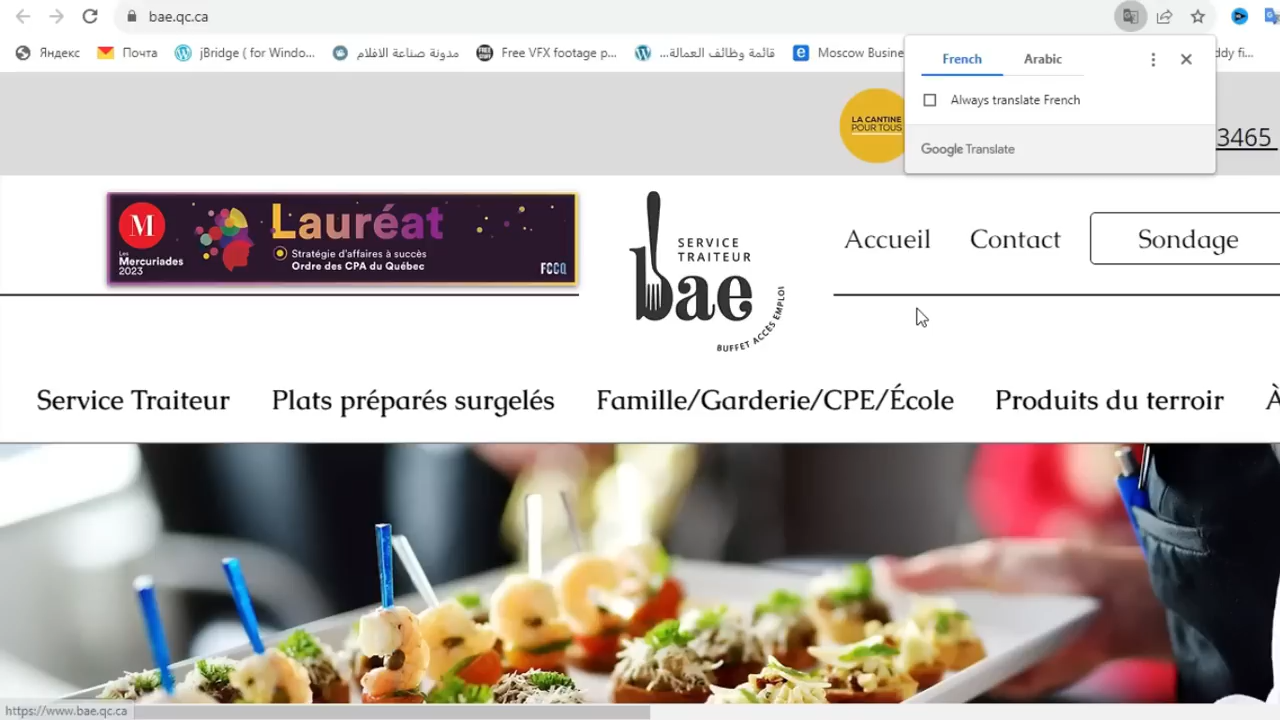 bae.qc.ca
Яндекс
Почта
jBridge ( for Windo...
مدونة صناعة الافلام
Free VFX footage p...
قائمة وظائف العمالة...
Moscow Busine
ddy fi...
French
Arabic
Always translate French
Google Translate
LA CANTINE
POUR TOUS
3465
M
Les
Mercuriades
2023
Lauréat
Stratégie d'affaires à succès
Ordre des CPA du Québec
FCCQ
SERVICE
TRAITEUR
bae
BUFFET ACCÈS EMPLOI
Accueil
Contact
Sondage
Service Traiteur
Plats préparés surgelés
Famille/Garderie/CPE/École
Produits du terroir
À
https://www.bae.qc.ca